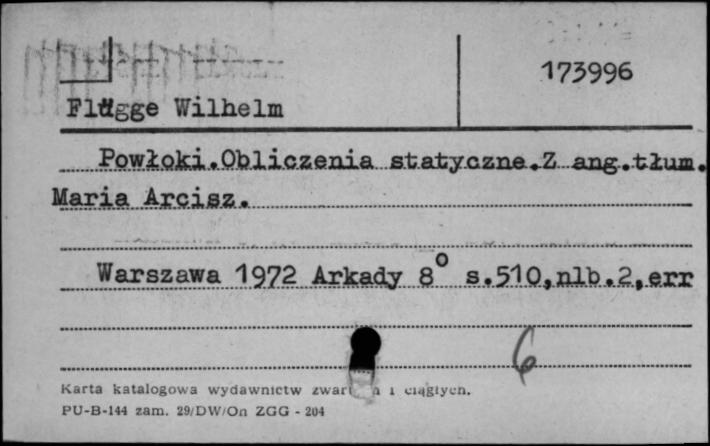 173996
Flügge Wilhelm
Powłoki.Obliczenia statyczne.Z ang.tłum.
Maria Arcisz.
Warszawa 1972 Arkady 8° s.510,nlb.2,err
6
Karta katalogowa wydawnictw i ciągłych.
PU-B-144 zam. 29/DW/On ZGG - 204